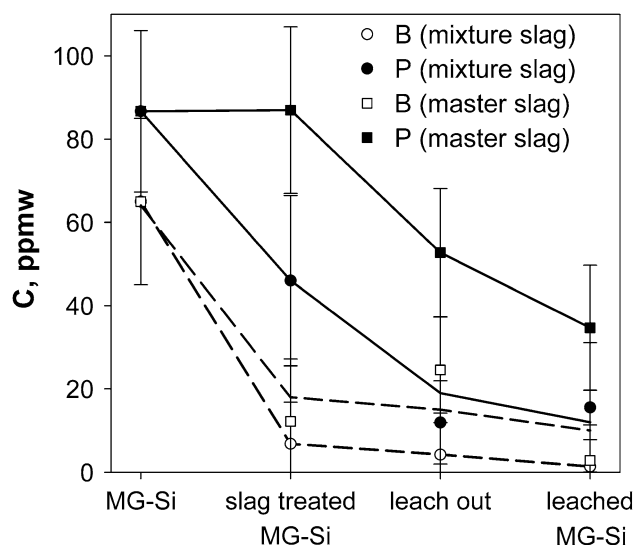 B (mixture slag)
P (mixture slag)
B (master slag)
P (master slag)
C, ppmw
100
80
60
40
20
0
MG-Si
slag treated
MG-Si
leach out
leached
MG-Si